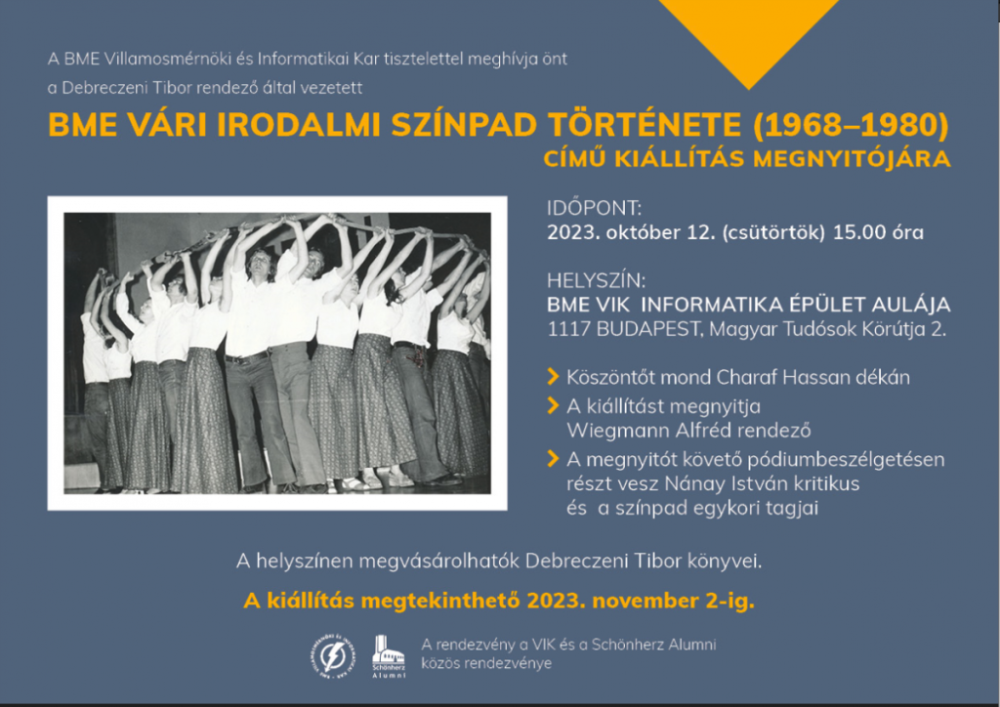 A BME Villamosmérnöki és Informatikai Kar tisztelettel meghívja önt
a Debreczeni Tibor rendező által vezetett
BME VÁRI IRODALMI SZÍNPAD TÖRTÉNETE (1968–1980)
CÍMŰ KIÁLLÍTÁS MEGNYITÓJÁRA
IDŐPONT:
2023. október 12. (csütörtök) 15.00 óra
HELYSZÍN:
BME VIK INFORMATIKA ÉPÜLET AULÁJA
1117 BUDAPEST, Magyar Tudósok Körútja 2.
Köszöntőt mond Charaf Hassan dékán
A kiállítást megnyitja
Wiegmann Alfréd rendező
A megnyitót követő pódiumbeszélgetésen
részt vesz Nánay István kritikus
és a színpad egykori tagjai
A helyszínen megvásárolhatók Debreczeni Tibor könyvei.
A kiállítás megtekinthető 2023. november 2-ig.
Schönherz
Alumni
A rendezvény a VIK és a Schönherz Alumni
közös rendezvénye